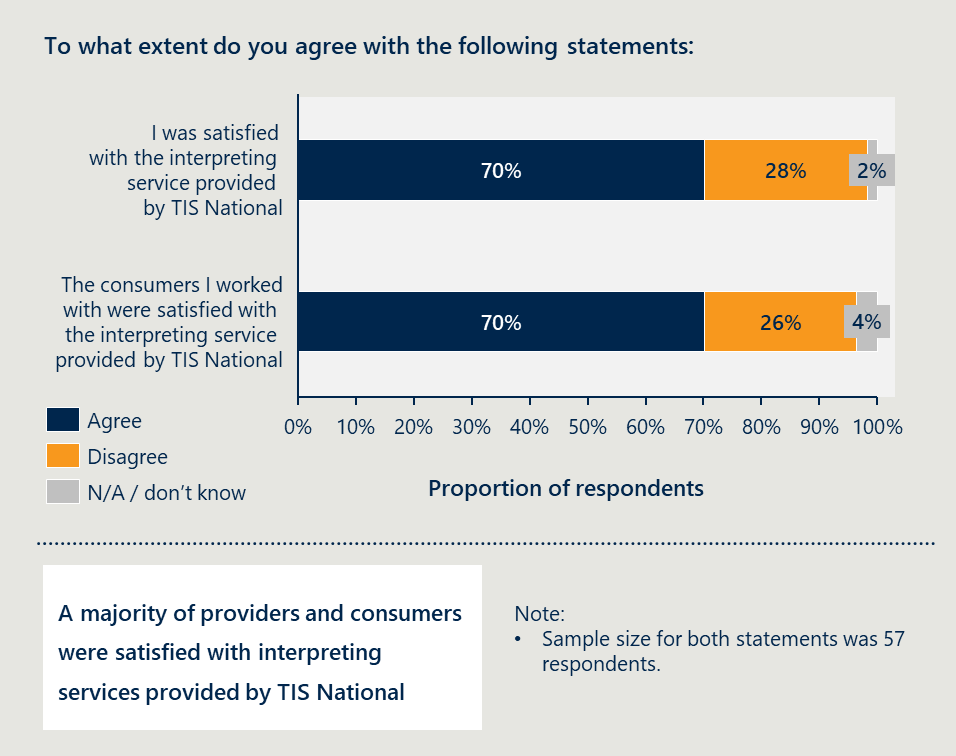 To what extent do you agree with the following statements:
I was satisfied
with the interpreting
service provided
by TIS National
70%
28%
2%
The consumers I worked
with were satisfied with
the interpreting service
provided by TIS National
70%
26%
4%
0%
10%
20%
30%
40%
50%
60%
70%
80%
90%
100%
Proportion of respondents
Agree
Disagree
N/A / don’t know
A majority of providers and consumers
were satisfied with interpreting
services provided by TIS National
Note:
• Sample size for both statements was 57
respondents.